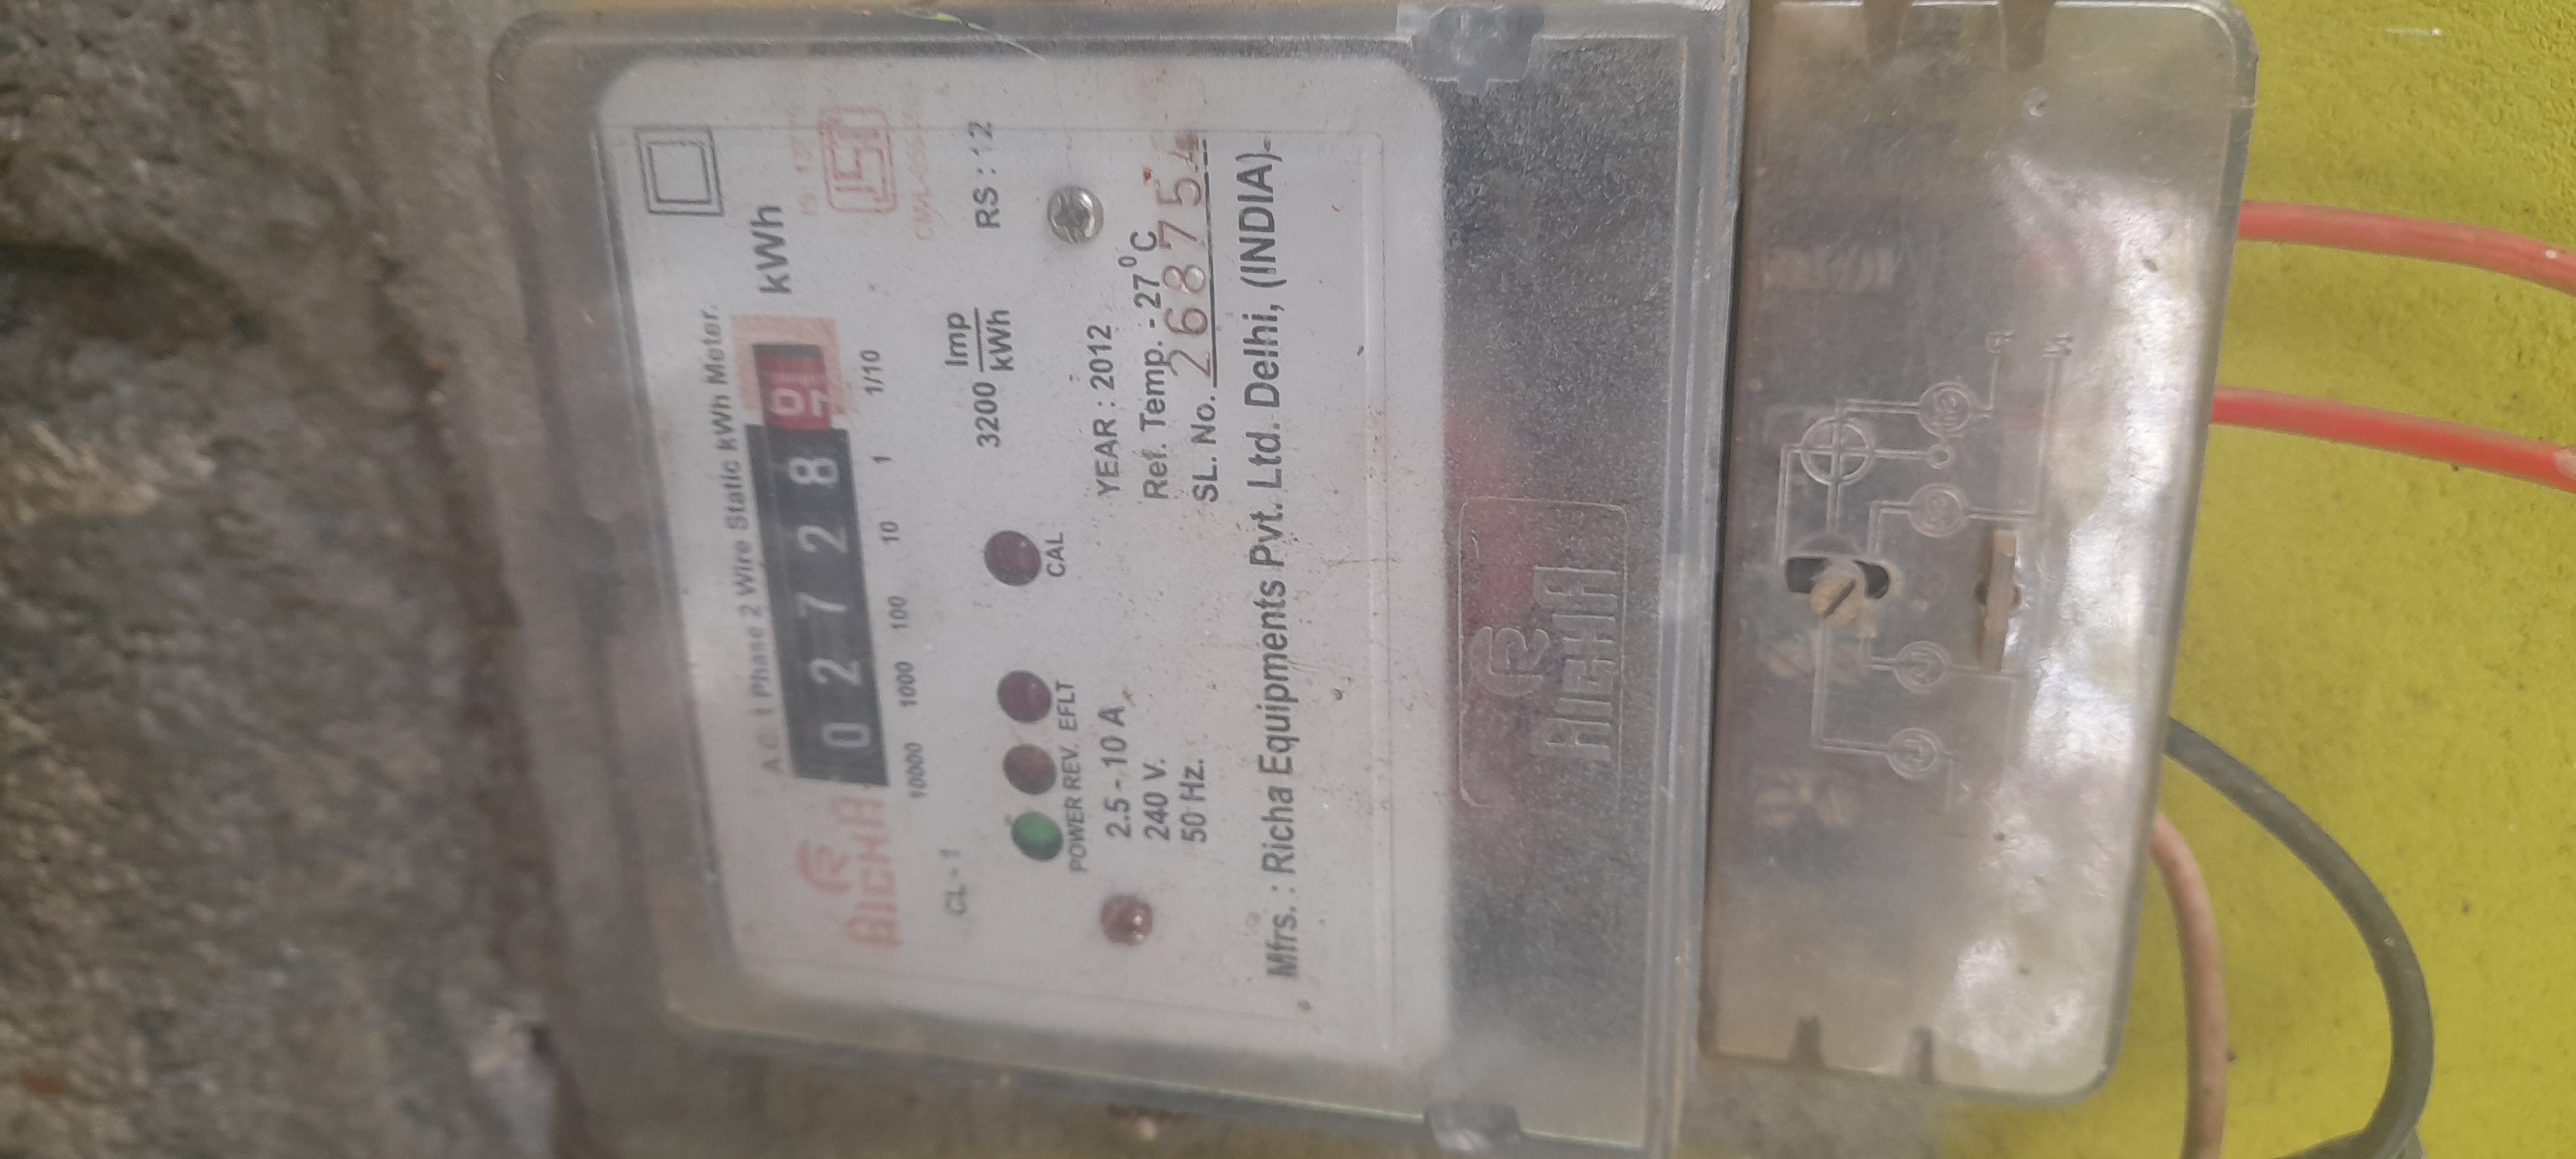 A.C. 1 Phase 2 Wire Static kWh Meter.
RICHA
0 2 7 2 8
kWh
10000 1000 100 10 1 1/10
CL - 1
3200 Imp/kWh
RS : 12
POWER REV. EFLT
CAL
2.5 - 10 A
240 V.
50 Hz.
YEAR : 2012
Ref. Temp. - 27°C
SL. No. 2687754
Mfrs. : Richa Equipments Pvt. Ltd. Delhi, (INDIA).
RICHA